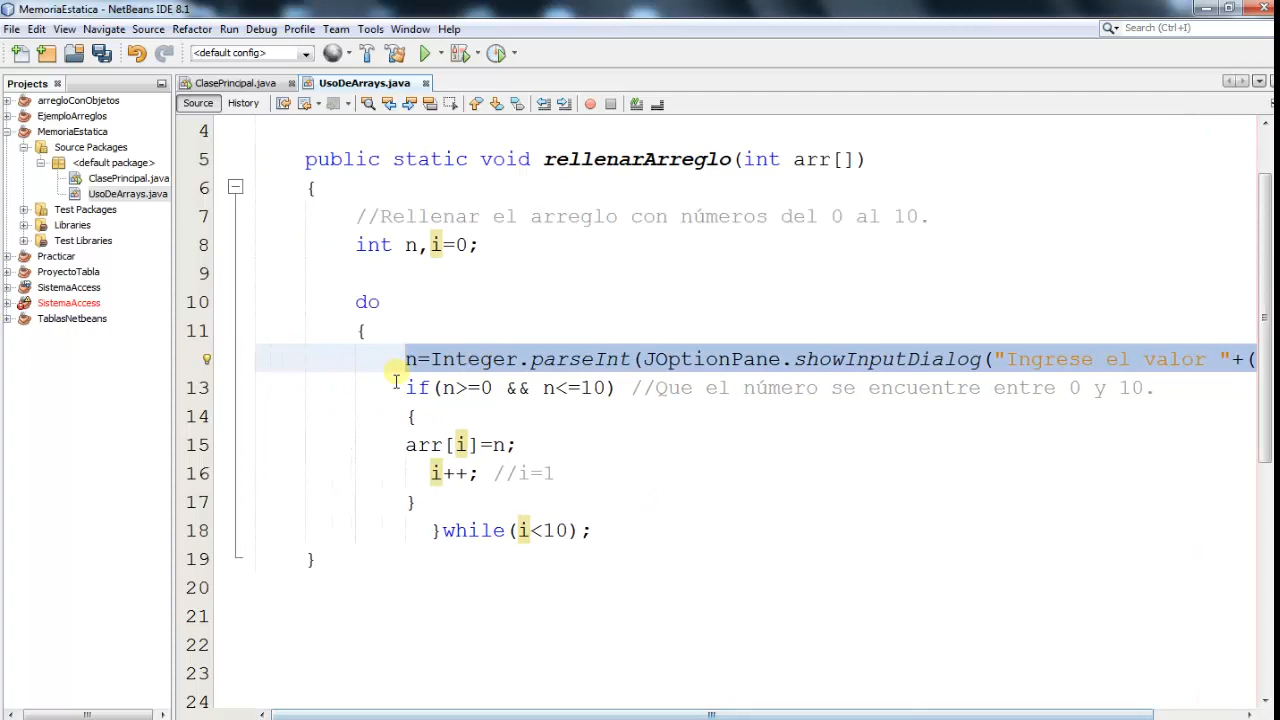 MemoriaEstatica - NetBeans IDE 8.1
File Edit View Navigate Source Refactor Run Debug Profile Team Tools Window Help
Search (Ctrl+I)
<default config>
Projects
ClasePrincipal.java
UsoDeArrays.java
Source
History
arregloConObjetos
EjemploArreglos
MemoriaEstatica
Source Packages
<default package>
ClasePrincipal.java
UsoDeArrays.java
Test Packages
Libraries
Test Libraries
Practicar
ProyectoTabla
SistemaAccess
SistemaAccess
TablasNetbeans
4
5 public static void rellenarArreglo(int arr[])
6 {
7 //Rellenar el arreglo con números del 0 al 10.
8 int n,i=0;
9
10 do
11 {
n=Integer.parseInt(JOptionPane.showInputDialog("Ingrese el valor "+(
13 if(n>=0 && n<=10) //Que el número se encuentre entre 0 y 10.
14 {
15 arr[i]=n;
16 i++; //i=1
17 }
18 }while(i<10);
19 }
20
21
22
23
24